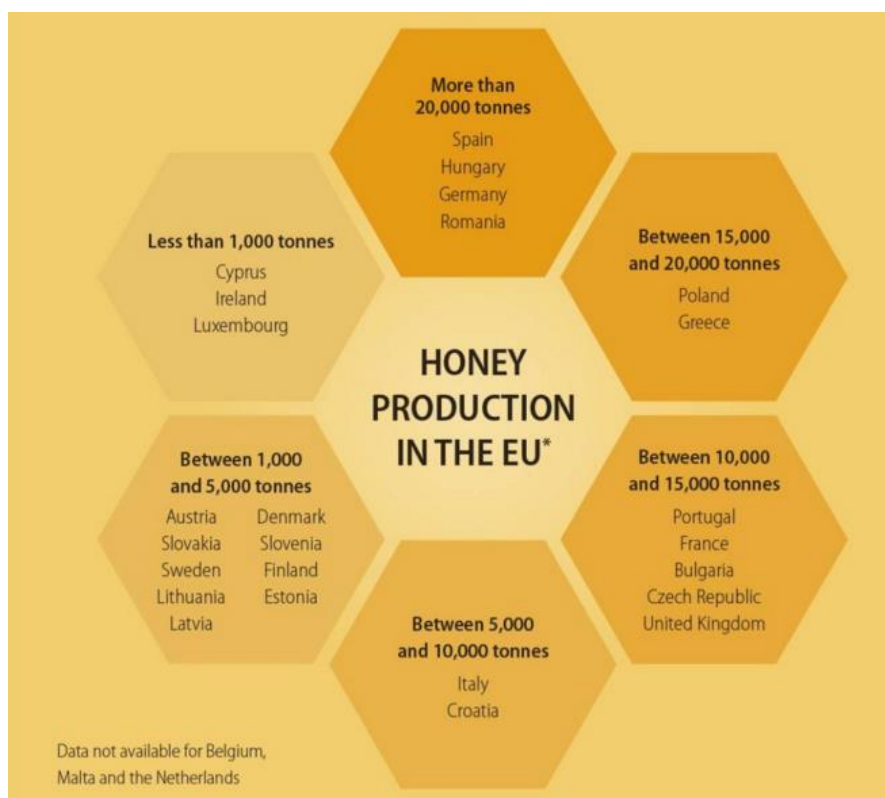 More than
20,000 tonnes
Spain
Hungary
Germany
Romania
Between 15,000
and 20,000 tonnes
Poland
Greece
Between 10,000
and 15,000 tonnes
Portugal
France
Bulgaria
Czech Republic
United Kingdom
Between 5,000
and 10,000 tonnes
Italy
Croatia
Between 1,000
and 5,000 tonnes
Austria Denmark
Slovakia Slovenia
Sweden Finland
Lithuania Estonia
Latvia
Less than 1,000 tonnes
Cyprus
Ireland
Luxembourg
HONEY
PRODUCTION
IN THE EU*
Data not available for Belgium,
Malta and the Netherlands